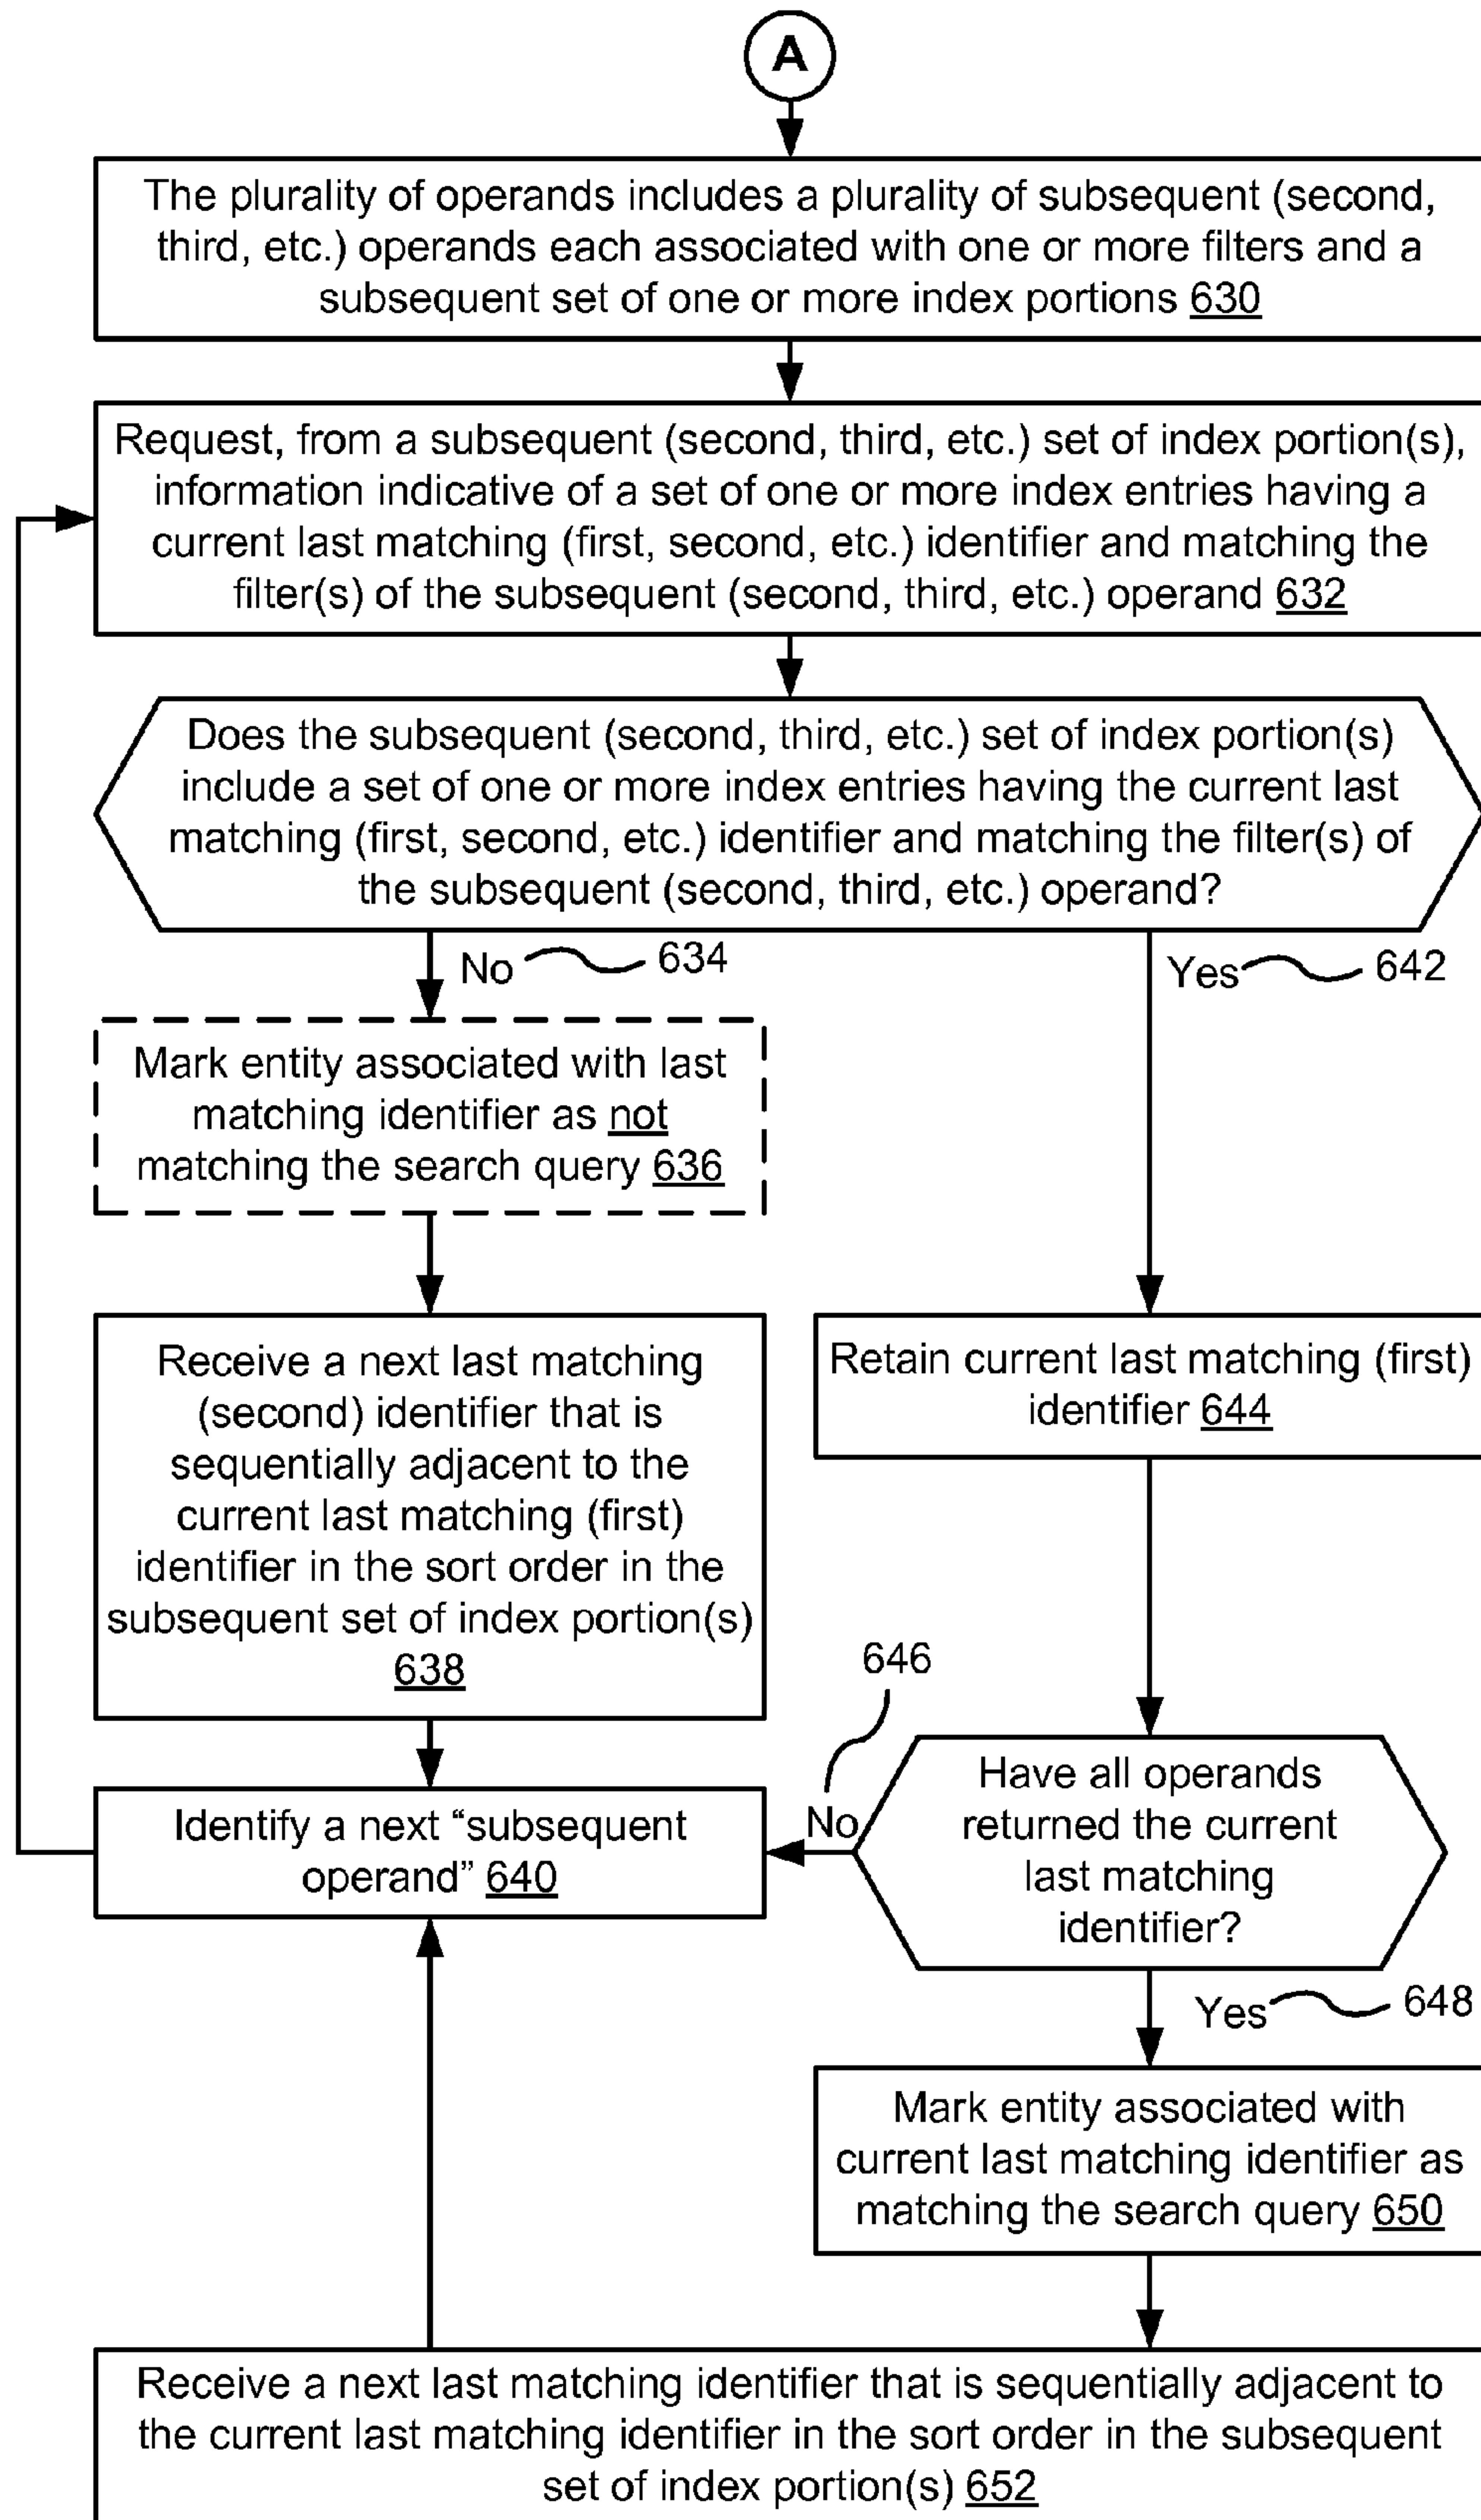 A
The plurality of operands includes a plurality of subsequent (second,
third, etc.) operands each associated with one or more filters and a
subsequent set of one or more index portions 630
Request, from a subsequent (second, third, etc.) set of index portion(s),
information indicative of a set of one or more index entries having a
current last matching (first, second, etc.) identifier and matching the
filter(s) of the subsequent (second, third, etc.) operand 632
Does the subsequent (second, third, etc.) set of index portion(s)
include a set of one or more index entries having the current last
matching (first, second, etc.) identifier and matching the filter(s) of
the subsequent (second, third, etc.) operand?
No 634
Yes 642
Mark entity associated with last
matching identifier as not
matching the search query 636
Receive a next last matching
(second) identifier that is
sequentially adjacent to the
current last matching (first)
identifier in the sort order in the
subsequent set of index portion(s)
638
Retain current last matching (first)
identifier 644
646
No
Have all operands
returned the current
last matching
identifier?
Identify a next “subsequent
operand” 640
Yes 648
Mark entity associated with
current last matching identifier as
matching the search query 650
Receive a next last matching identifier that is sequentially adjacent to
the current last matching identifier in the sort order in the subsequent
set of index portion(s) 652